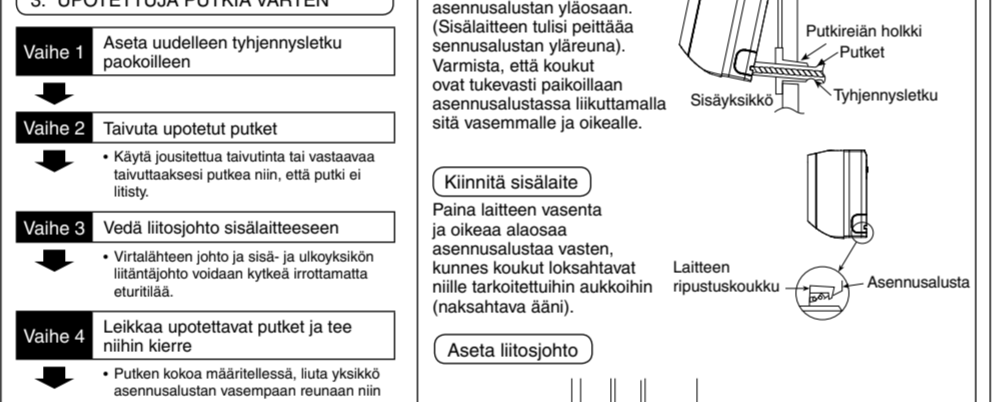 3. UPOTETTUJA PUTKIA VARTEN
Vaihe 1
Aseta uudelleen tyhjennysletku
paokoilleen
Vaihe 2
Taivuta upotetut putket
• Käytä jousitettua taivutinta tai vastaavaa
taivuttaaksesi putkea niin, että putki ei
litisty.
Vaihe 3
Vedä liitosjohto sisälaitteeseen
• Virtalähteen johto ja sisä- ja ulkoyksikön
liitäntäjohto voidaan kytkeä irrottamatta
eturitilää.
Vaihe 4
Leikkaa upotettavat putket ja tee
niihin kierre
• Putken kokoa määritellessä, liuta yksikkö
asennusalustan vasempaan reunaan niin
asennusalustan yläosaan.
(Sisälaitteen tulisi peittääa
sennusalustan yläreuna).
Varmista, että koukut
ovat tukevasti paikoillaan
asennusalustassa liikuttamalla
sitä vasemmalle ja oikealle.
Putkireiän holkki
Putket
Tyhjennysletku
Sisäyksikkö
Kiinnitä sisälaite
Paina laitteen vasenta
ja oikeaa alaosaa
asennusalustaa vasten,
kunnes koukut loksahtavat
niille tarkoitettuihin aukkoihin
(naksahtava ääni).
Laitteen
ripustuskoukku
Asennusalusta
Aseta liitosjohto